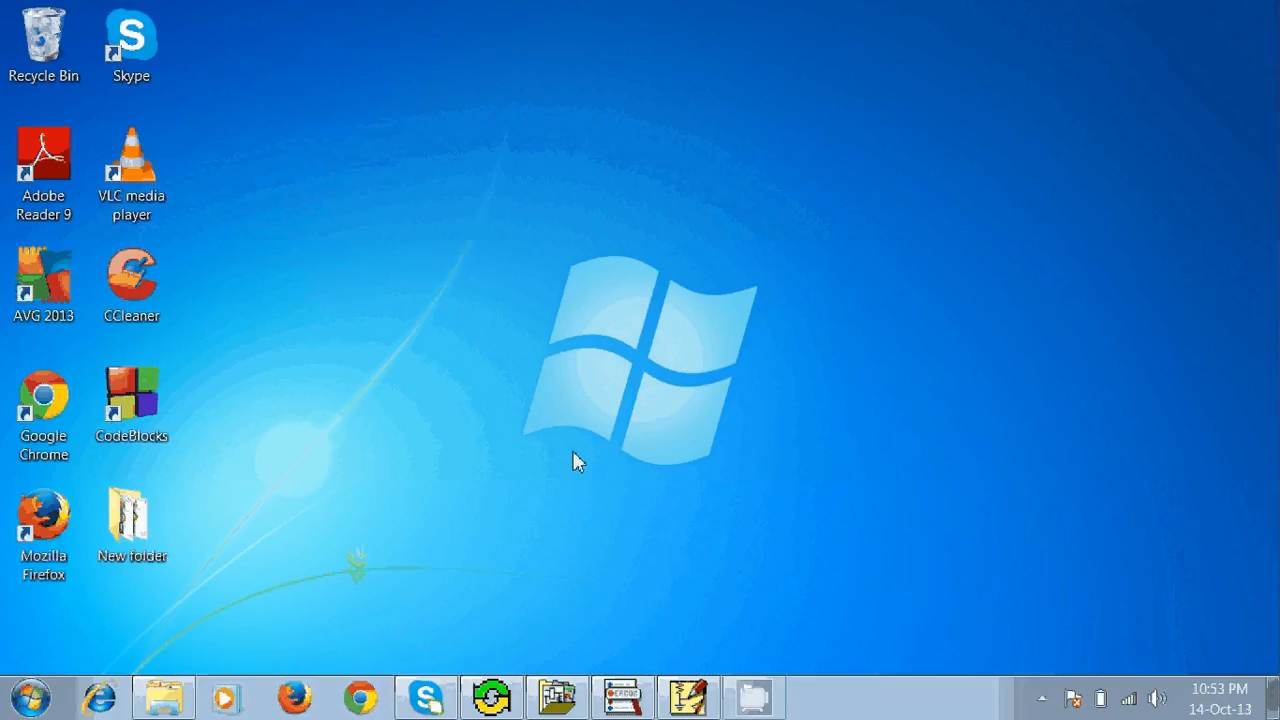 Recycle Bin
Skype
Adobe
Reader 9
VLC media
player
AVG 2013
CCleaner
Google
Chrome
CodeBlocks
Mozilla
Firefox
New folder
10:53 PM
14-Oct-13